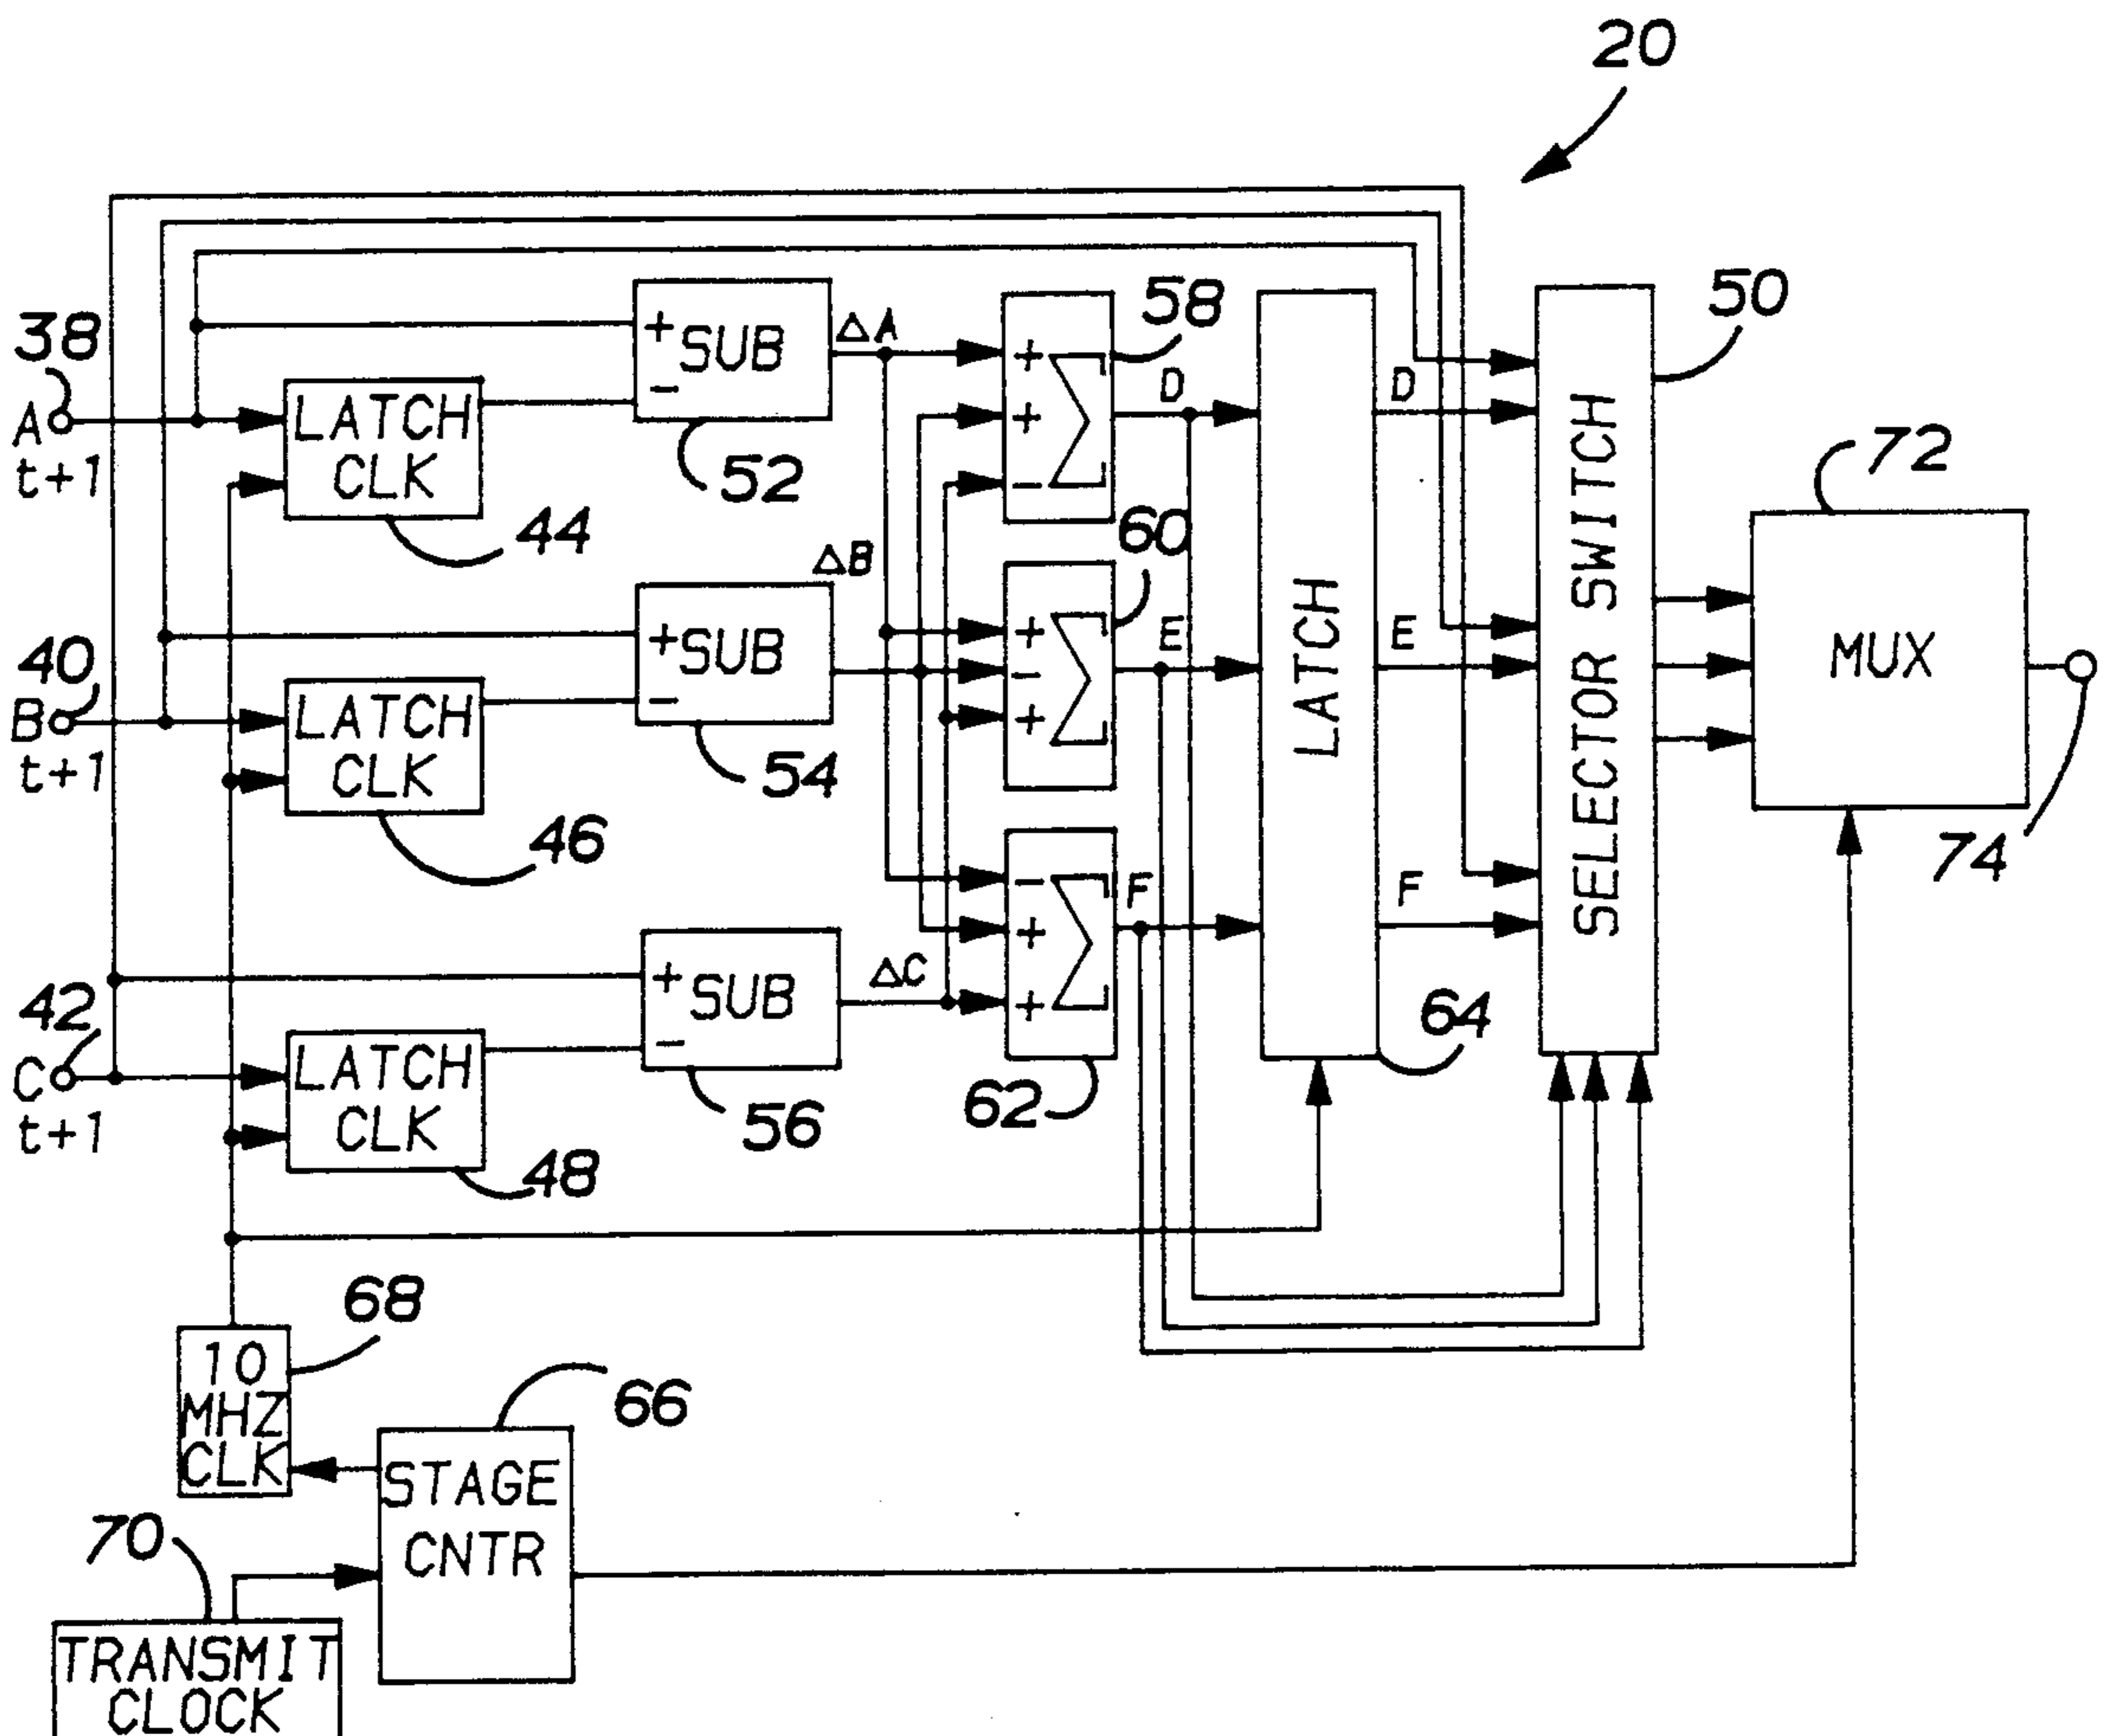 20
50
58
38
+ SUB
ΔA
+
D
D
A
t+1
LATCH
CLK
-
+
-
Σ
72
52
44
60
40
ΔB
+ SUB
-
+
-
+
Σ
E
E
LATCH
SELECTOR SWITCH
MUX
B
t+1
LATCH
CLK
54
46
74
42
ΔC
+ SUB
-
-
+
+
Σ
F
F
64
C
t+1
LATCH
CLK
56
62
48
68
10
MHZ
CLK
66
STAGE
CNTR
70
TRANSMIT
CLOCK